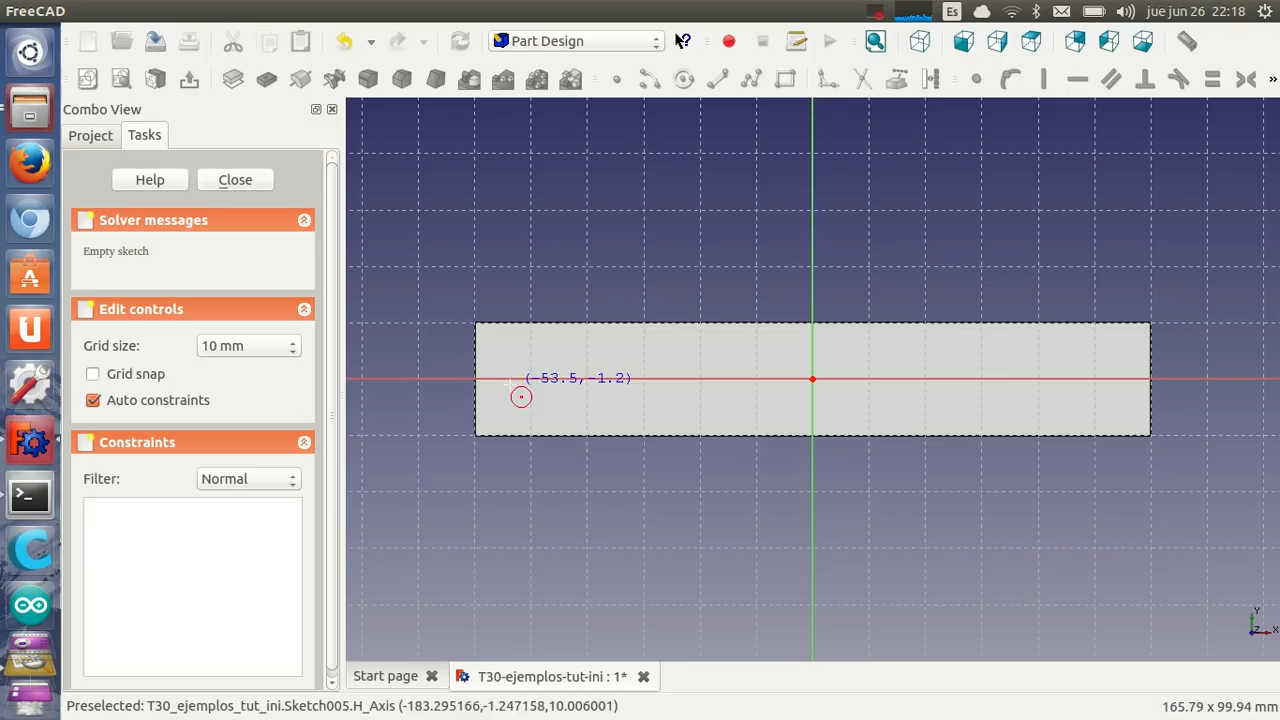 FreeCAD
Es
jue jun 26 22:18
Part Design
»
Combo View
Project
Tasks
Help
Close
Solver messages
Empty sketch
Edit controls
Grid size:
10 mm
Grid snap
Auto constraints
Constraints
Filter:
Normal
(-53.5,-1.2)
Y
Z
X
Start page
T30-ejemplos-tut-ini : 1*
Preselected: T30_ejemplos_tut_ini.Sketch005.H_Axis (-183.295166,-1.247158,10.006001)
165.79 x 99.94 mm